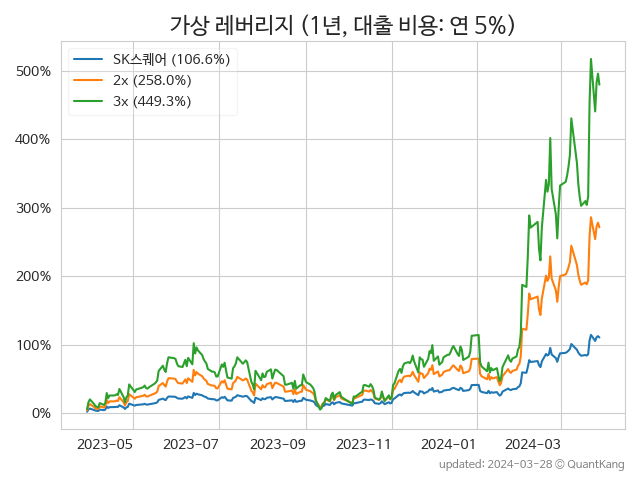 가상 레버리지 (1년, 대출 비용: 연 5%)
SK스퀘어 (106.6%)
2x (258.0%)
3x (449.3%)
500%
400%
300%
200%
100%
0%
2023-05 2023-07 2023-09 2023-11 2024-01 2024-03
updated: 2024-03-28 © QuantKang